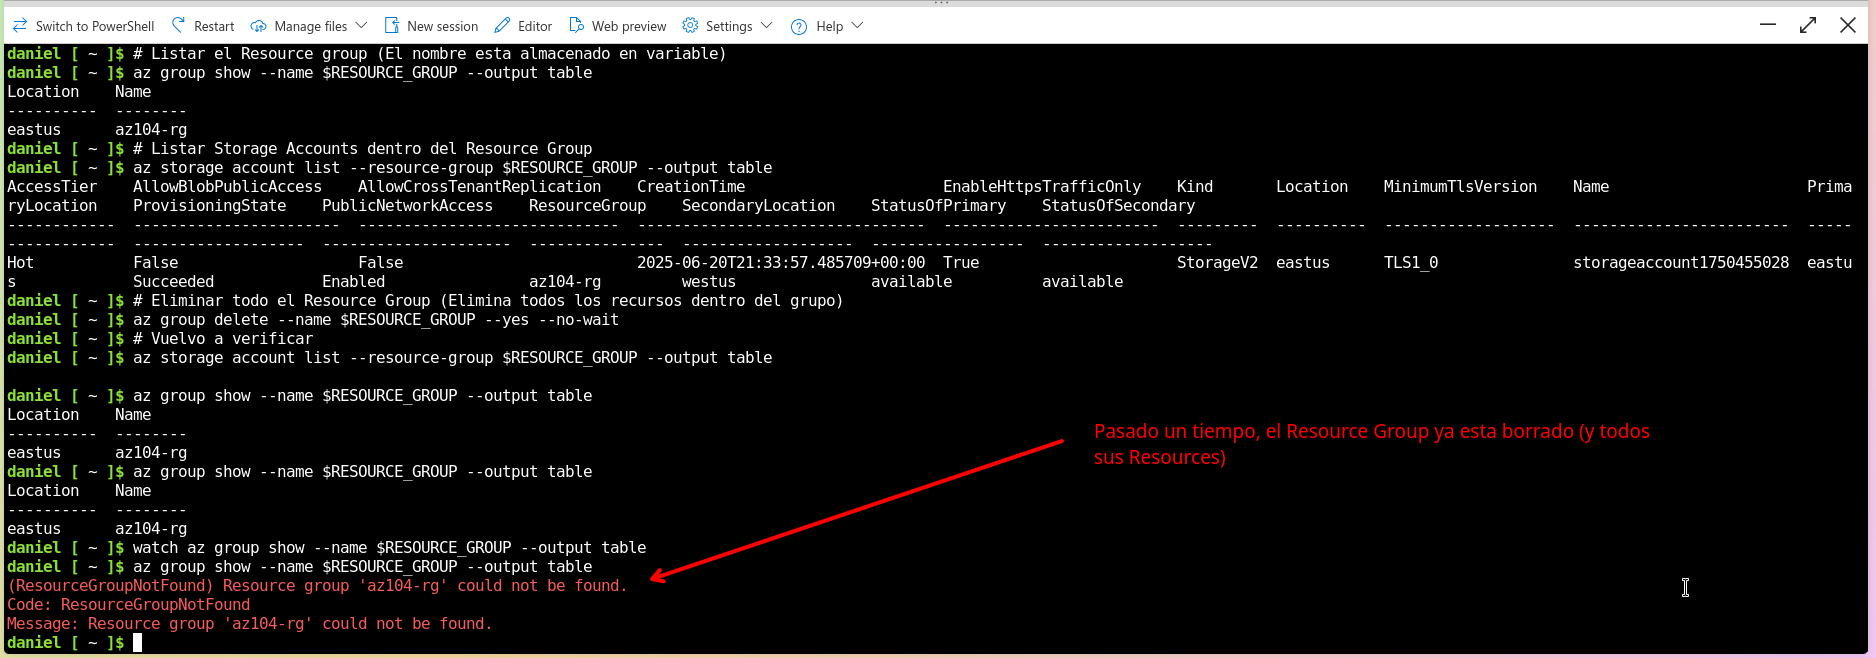 Switch to PowerShell Restart Manage files New session Editor Web preview Settings Help
daniel [ ~ ]$ # Listar el Resource group (El nombre esta almacenado en variable)
daniel [ ~ ]$ az group show --name $RESOURCE_GROUP --output table
Location    Name
----------  --------
eastus      az104-rg
daniel [ ~ ]$ # Listar Storage Accounts dentro del Resource Group
daniel [ ~ ]$ az storage account list --resource-group $RESOURCE_GROUP --output table
AccessTier    AllowBlobPublicAccess    AllowCrossTenantReplication    CreationTime                      EnableHttpsTrafficOnly    Kind       Location    MinimumTlsVersion    Name                      Prima
ryLocation    ProvisioningState    PublicNetworkAccess    ResourceGroup    SecondaryLocation    StatusOfPrimary    StatusOfSecondary
------------  -----------------------  -----------------------------  --------------------------------  ------------------------  ---------  ----------  -------------------  ------------------------  -----
------------  -------------------  ---------------------  ---------------  -------------------  -----------------  -------------------
Hot           False                    False                          2025-06-20T21:33:57.485709+00:00  True                      StorageV2  eastus      TLS1_0               storageaccount1750455028  eastu
s             Succeeded            Enabled                az104-rg         westus               available          available
daniel [ ~ ]$ # Eliminar todo el Resource Group (Elimina todos los recursos dentro del grupo)
daniel [ ~ ]$ az group delete --name $RESOURCE_GROUP --yes --no-wait
daniel [ ~ ]$ # Vuelvo a verificar
daniel [ ~ ]$ az storage account list --resource-group $RESOURCE_GROUP --output table
daniel [ ~ ]$ az group show --name $RESOURCE_GROUP --output table
Location    Name
----------  --------
eastus      az104-rg
daniel [ ~ ]$ az group show --name $RESOURCE_GROUP --output table
Location    Name
----------  --------
eastus      az104-rg
daniel [ ~ ]$ watch az group show --name $RESOURCE_GROUP --output table
daniel [ ~ ]$ az group show --name $RESOURCE_GROUP --output table
(ResourceGroupNotFound) Resource group 'az104-rg' could not be found.
Code: ResourceGroupNotFound
Message: Resource group 'az104-rg' could not be found.
daniel [ ~ ]$
Pasado un tiempo, el Resource Group ya esta borrado (y todos
sus Resources)